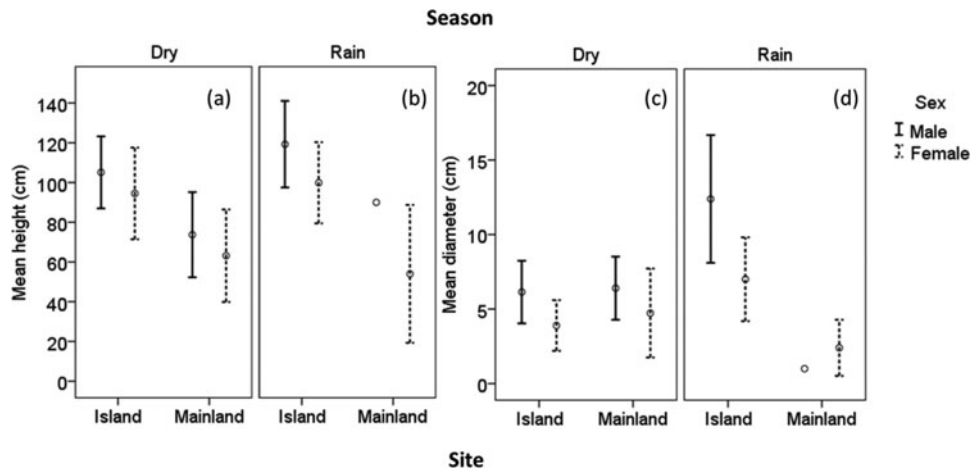 Season
Dry
Rain
Dry
Rain
(a)
(b)
(c)
(d)
Sex
Male
Female
Mean height (cm)
140
120
100
80
60
40
20
0
Mean diameter (cm)
20
15
10
5
0
Island Mainland
Island Mainland
Island Mainland
Island Mainland
Site